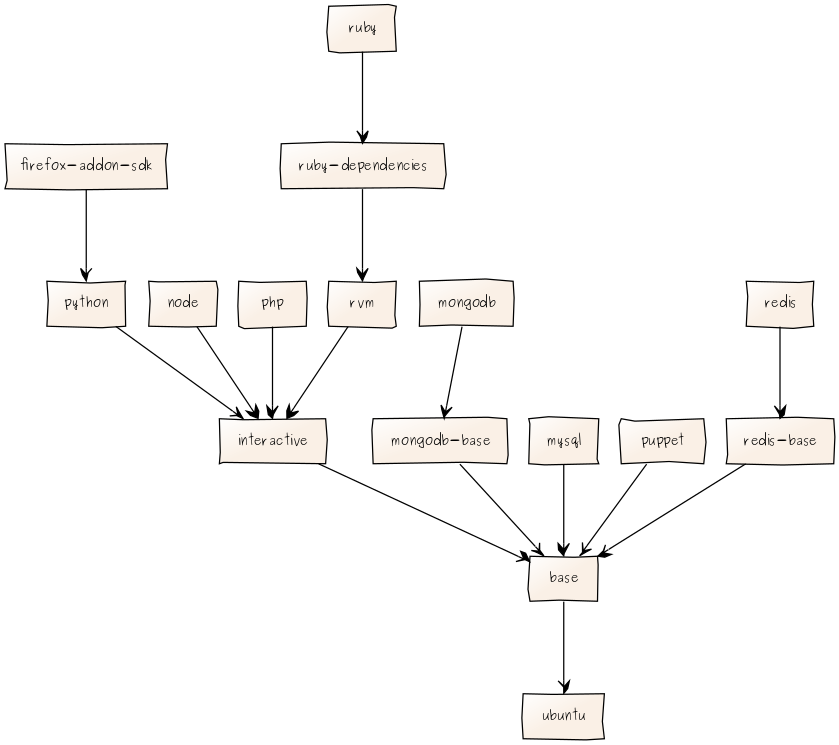 ruby
firefox-addon-sdk
ruby-dependencies
python
node
php
rvm
mongodb
redis
interactive
mongodb-base
mysql
puppet
redis-base
base
ubuntu